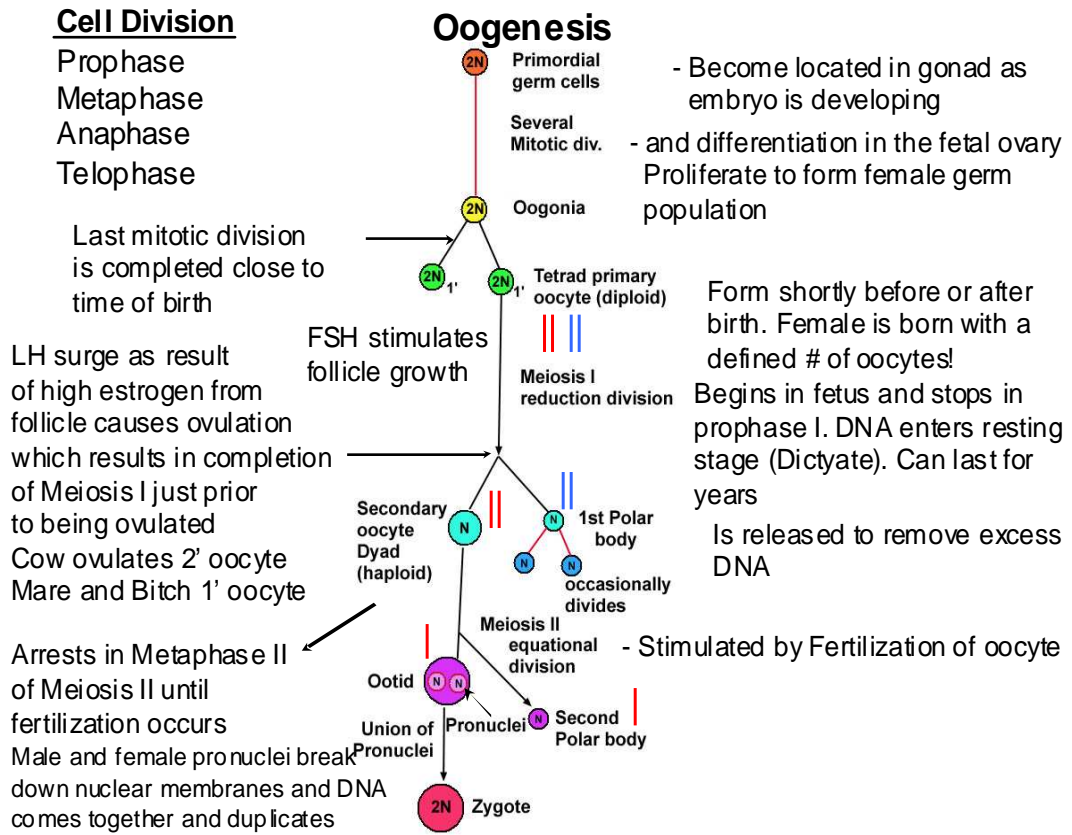 Cell Division
Prophase
Metaphase
Anaphase
Telophase
Oogenesis
2N
Primordial
germ cells
- Become located in gonad as
embryo is developing
Several
Mitotic div.
- and differentiation in the fetal ovary
Proliferate to form female germ
population
2N
Oogonia
Last mitotic division
is completed close to
time of birth
2N 1'
2N 1'
Tetrad primary
oocyte (diploid)
Form shortly before or after
birth. Female is born with a
defined # of oocytes!
FSH stimulates
follicle growth
Meiosis I
reduction division
Begins in fetus and stops in
prophase I. DNA enters resting
stage (Dictyate). Can last for
years
LH surge as result
of high estrogen from
follicle causes ovulation
which results in completion
of Meiosis I just prior
to being ovulated
Cow ovulates 2' oocyte
Mare and Bitch 1' oocyte
Secondary
oocyte
Dyad
(haploid)
N
N
1st Polar
body
Is released to remove excess
DNA
N
N
occasionally
divides
Meiosis II
equational
division
- Stimulated by Fertilization of oocyte
Arrests in Metaphase II
of Meiosis II until
fertilization occurs
Ootid
N N
Pronuclei
N
Second
Polar body
Union of
Pronuclei
Male and female pronuclei break
down nuclear membranes and DNA
comes together and duplicates
2N
Zygote